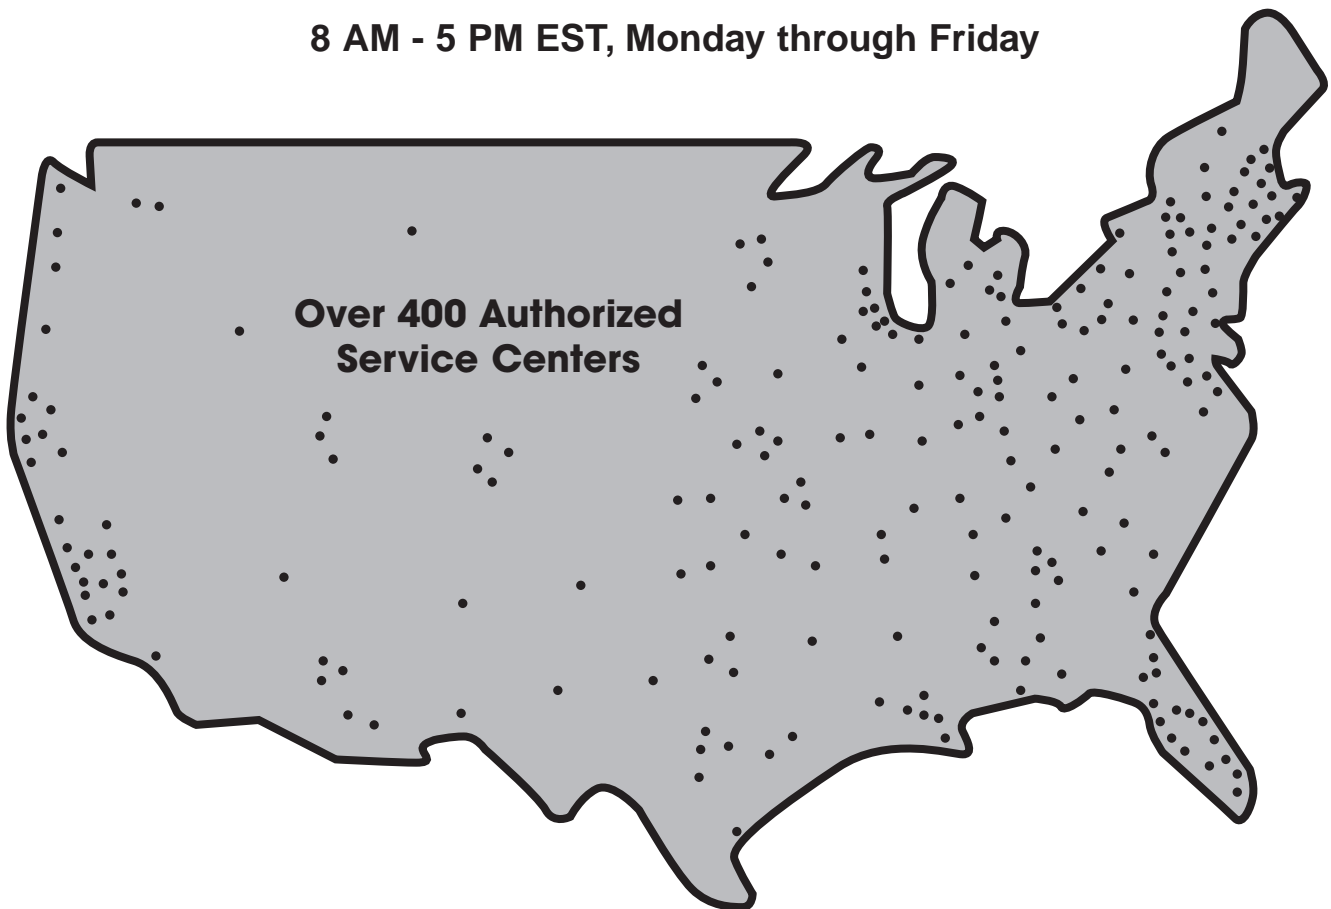 8 AM - 5 PM EST, Monday through Friday
Over 400 Authorized
Service Centers